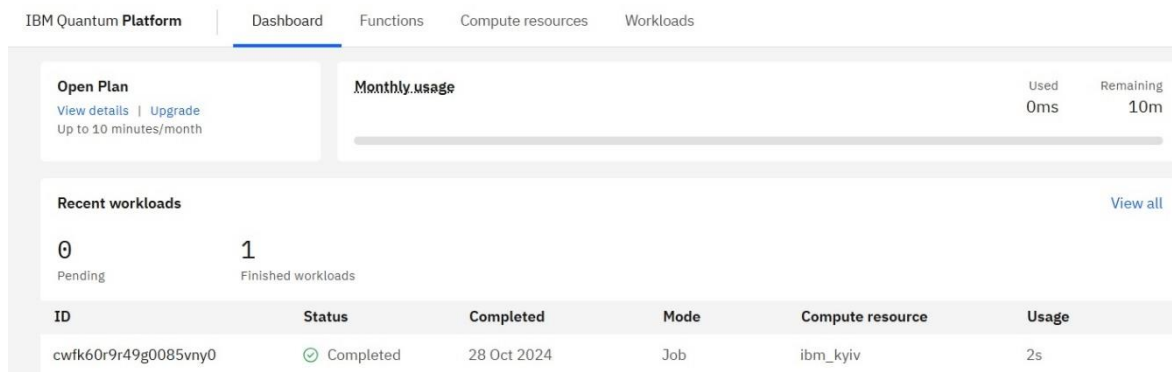 IBM Quantum Platform Dashboard Functions Compute resources Workloads
Open Plan
View details | Upgrade
Up to 10 minutes/month
Monthly usage
Used
0ms
Remaining
10m
Recent workloads
View all
0
Pending
1
Finished workloads
ID Status Completed Mode Compute resource Usage
cwfk60r9r49g0085vny0 Completed 28 Oct 2024 Job ibm_kyiv 2s